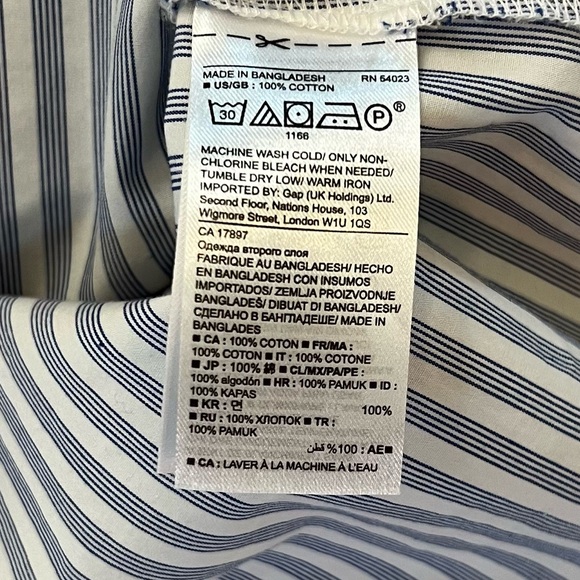 MADE IN BANGLADESH RN 54023
■ US/GB : 100% COTTON
30 P ®
1166
MACHINE WASH COLD/ ONLY NON-
CHLORINE BLEACH WHEN NEEDED/
TUMBLE DRY LOW/ WARM IRON
IMPORTED BY: Gap (UK Holdings) Ltd.
Second Floor, Nations House, 103
Wigmore Street, London W1U 1QS
CA 17897
Одежда второго слоя
FABRIQUE AU BANGLADESH/ HECHO
EN BANGLADESH CON INSUMOS
IMPORTADOS/ ZEMLJA PROIZVODNJE
BANGLADEŠ/ DIBUAT DI BANGLADESH/
СДЕЛАНО В БАНГЛАДЕШЕ/ MADE IN
BANGLADES
■ CA : 100% COTON ■ FR/MA :
100% COTON ■ IT : 100% COTONE
■ JP : 100% 綿 ■ CL/MX/PA/PE :
100% algodón ■ HR : 100% PAMUK ■ ID :
100% KAPAS
■ KR : 면 100%
■ RU : 100% ХЛОПОК ■ TR :
100% PAMUK
■ AE : 100% قطن
■ CA : LAVER À LA MACHINE À L'EAU